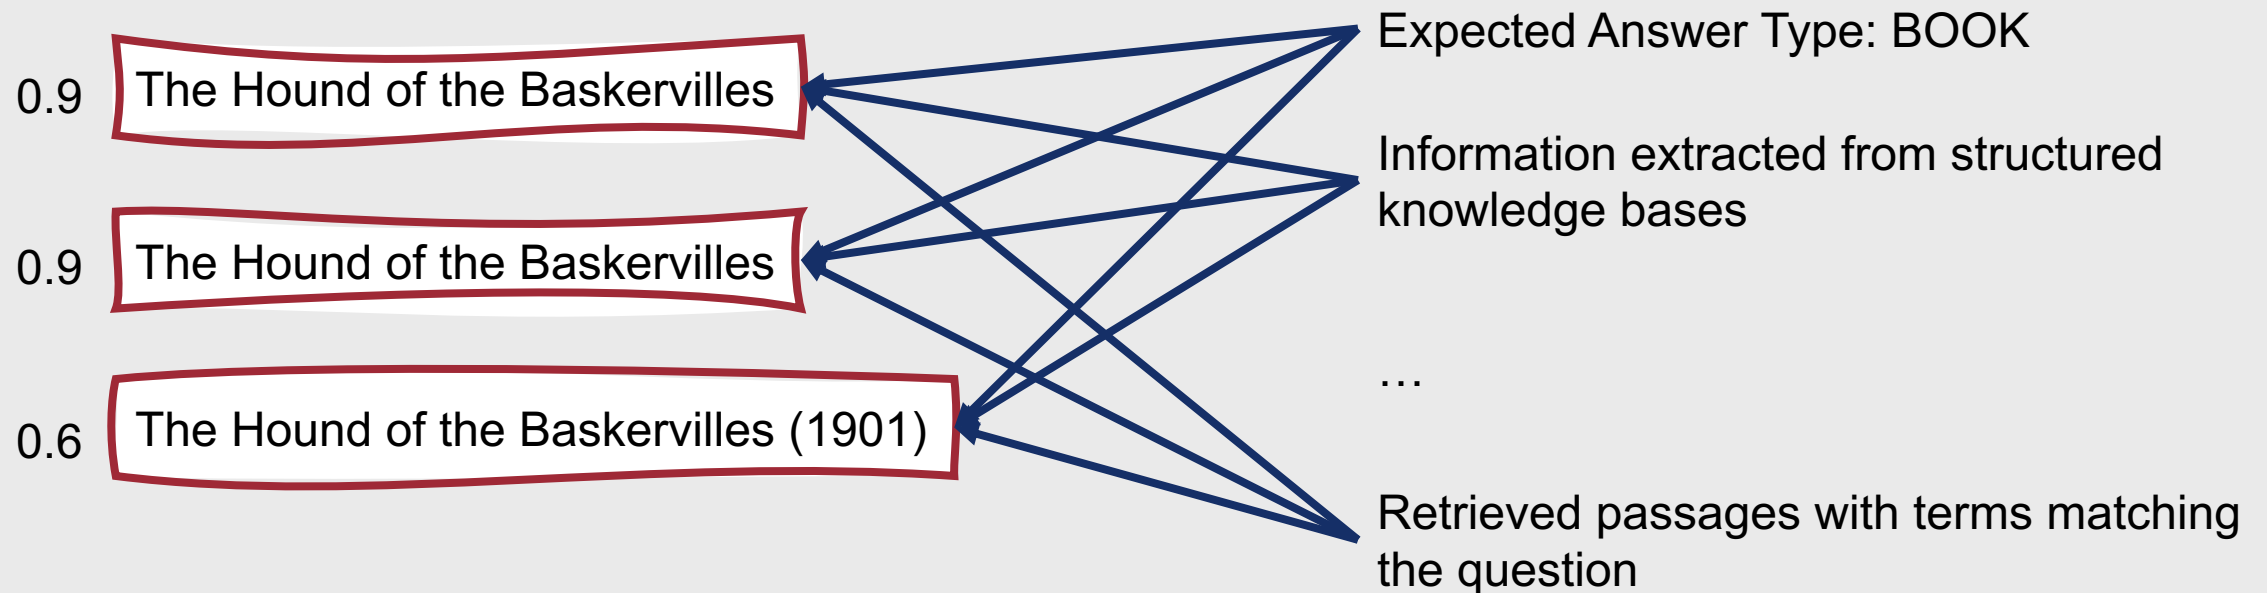 0.9
The Hound of the Baskervilles
0.9
The Hound of the Baskervilles
0.6
The Hound of the Baskervilles (1901)
Expected Answer Type: BOOK
Information extracted from structured
knowledge bases
…
Retrieved passages with terms matching
the question